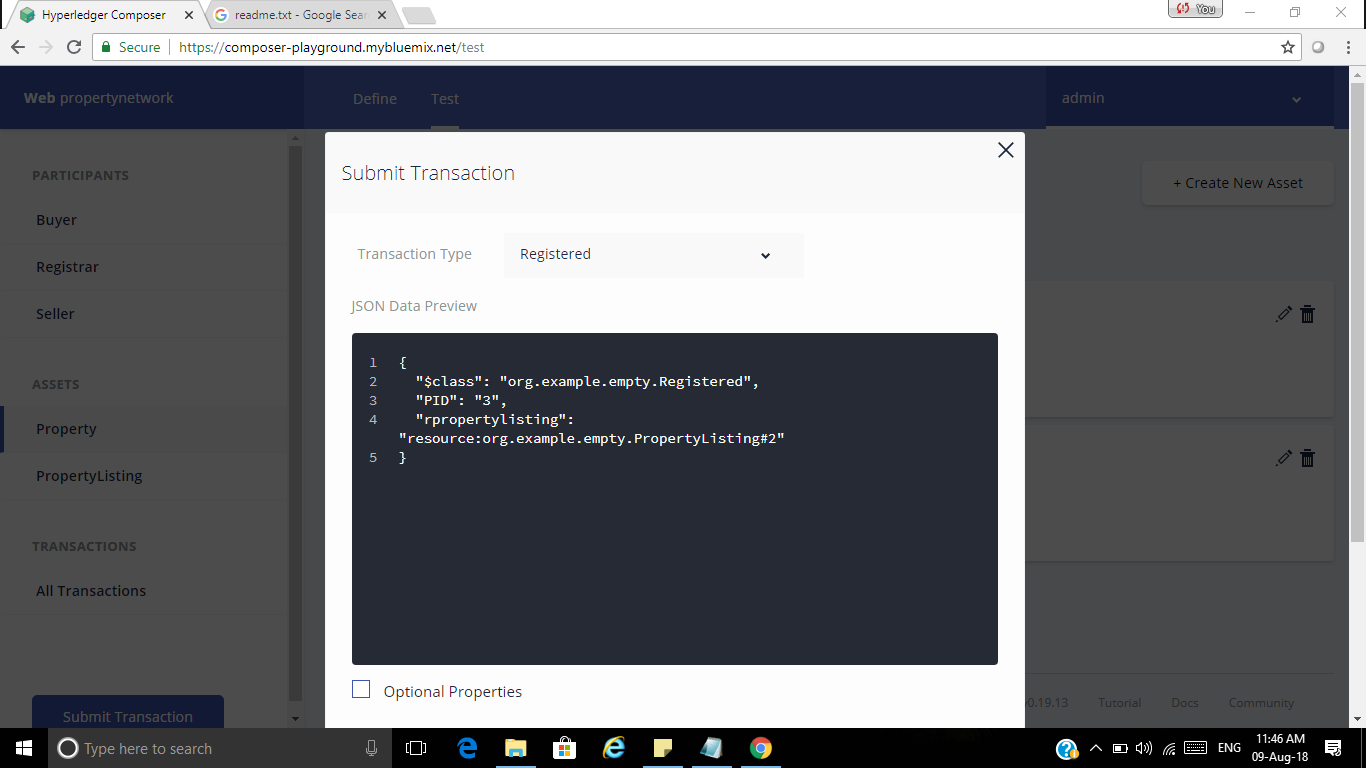 Hyperledger Composer
readme.txt - Google Sear
You
Secure
https://composer-playground.mybluemix.net/test
Web propertynetwork
Define
Test
admin
PARTICIPANTS
Buyer
Registrar
Seller
ASSETS
Property
PropertyListing
TRANSACTIONS
All Transactions
Submit Transaction
+ Create New Asset
Submit Transaction
Transaction Type
Registered
JSON Data Preview
1 {
2 "$class": "org.example.empty.Registered",
3 "PID": "3",
4 "rpropertylisting":
"resource:org.example.empty.PropertyListing#2"
5 }
Optional Properties
v0.19.13
Tutorial
Docs
Community
Type here to search
ENG
11:46 AM
09-Aug-18